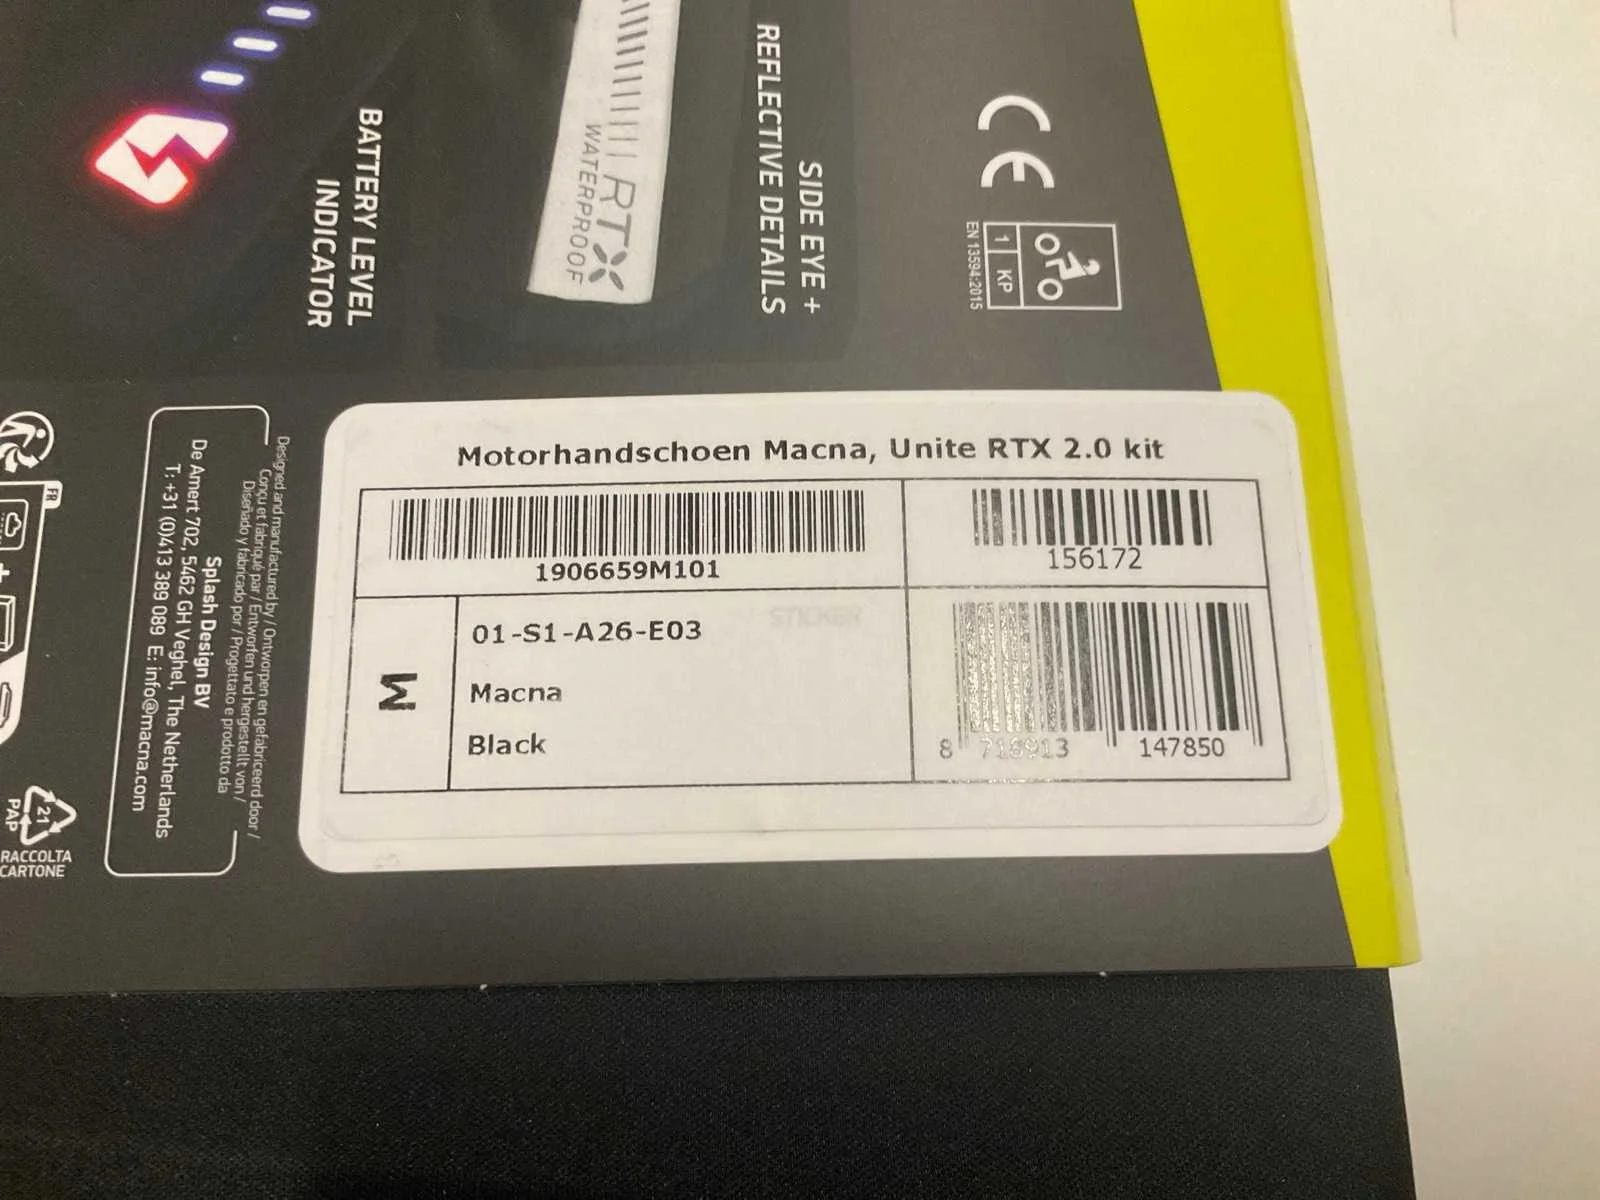 BATTERY LEVEL
INDICATOR
RTX
WATERPROOF
SIDE EYE +
REFLECTIVE DETAILS
CE
1 KP
EN 13594:2015
Motorhandschoen Macna, Unite RTX 2.0 kit
1906659M101
156172
M
01-S1-A26-E03
STICKER
Macna
Black
8 718913 147850
Designed and manufactured by / Ontworpen en gefabriceerd door /
Conçu et fabriqué par / Entworfen und hergestellt von /
Diseñado y fabricado por / Progettato e prodotto da
Splash Design BV
De Amert 702, 5462 GH Veghel, The Netherlands
T: +31 (0)413 389 089 E: info@macna.com
FR
+
21
PAP
RACCOLTA
CARTONE